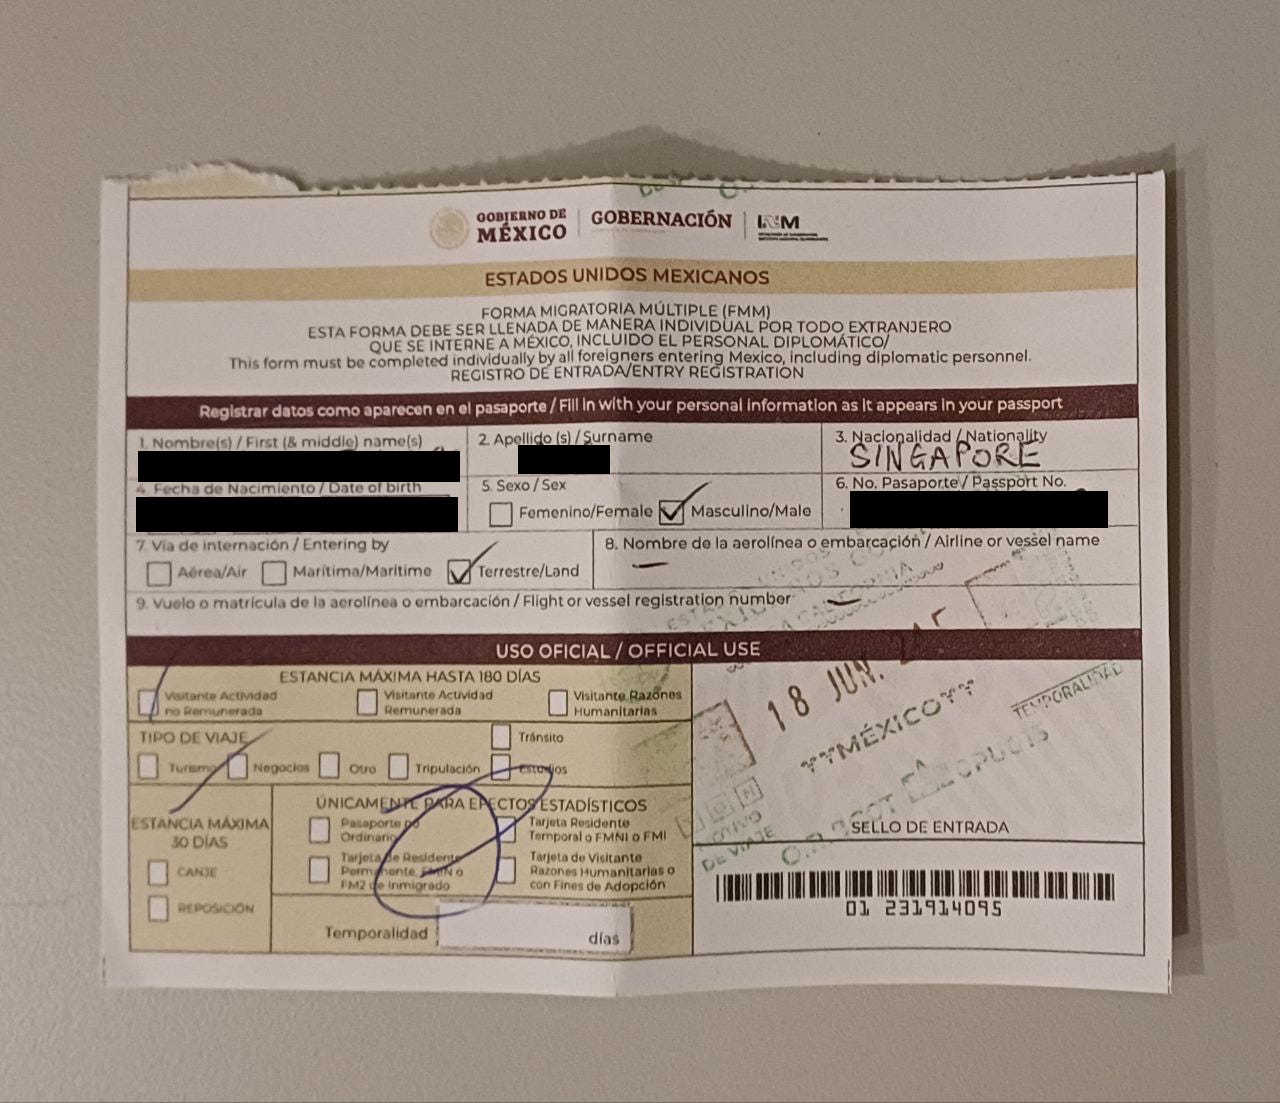 GOBIERNO DE
MÉXICO
GOBERNACIÓN
INM
ESTADOS UNIDOS MEXICANOS
FORMA MIGRATORIA MÚLTIPLE (FMM)
ESTA FORMA DEBE SER LLENADA DE MANERA INDIVIDUAL POR TODO EXTRANJERO
QUE SE INTERNE A MÉXICO, INCLUIDO EL PERSONAL DIPLOMÁTICO/
This form must be completed individually by all foreigners entering Mexico, including diplomatic personnel.
REGISTRO DE ENTRADA/ENTRY REGISTRATION
Registrar datos como aparecen en el pasaporte / Fill in with your personal information as it appears in your passport
1. Nombre(s) / First (& middle) name(s)
2. Apellido (s) / Surname
3. Nacionalidad / Nationality
SINGAPORE
4. Fecha de Nacimiento / Date of birth
5. Sexo / Sex
Femenino/Female
Masculino/Male
6. No. Pasaporte / Passport No.
7. Vía de internación / Entering by
Aérea/Air
Marítima/Maritime
Terrestre/Land
8. Nombre de la aerolínea o embarcación / Airline or vessel name
9. Vuelo o matrícula de la aerolínea o embarcación / Flight or vessel registration number
USO OFICIAL / OFFICIAL USE
ESTANCIA MÁXIMA HASTA 180 DÍAS
Visitante Actividad
no Remunerada
Visitante Actividad
Remunerada
Visitante Razones
Humanitarias
TIPO DE VIAJE
Tránsito
Turismo
Negocios
Otro
Tripulación
Estudios
ESTANCIA MÁXIMA
30 DÍAS
CANJE
REPOSICIÓN
ÚNICAMENTE PARA EFECTOS ESTADÍSTICOS
Pasaporte no
Ordinario
Tarjeta Residente
Temporal o FMNI o FMI
Tarjeta de Residente
Permanente, FMIN o
FM2 de Inmigrado
Tarjeta de Visitante
Razones Humanitarias o
con Fines de Adopción
Temporalidad
días
18 JUN.
YYMÉXICOYY
TEMPORALIDAD
DE VIAJE
SELLO DE ENTRADA
01 231914095